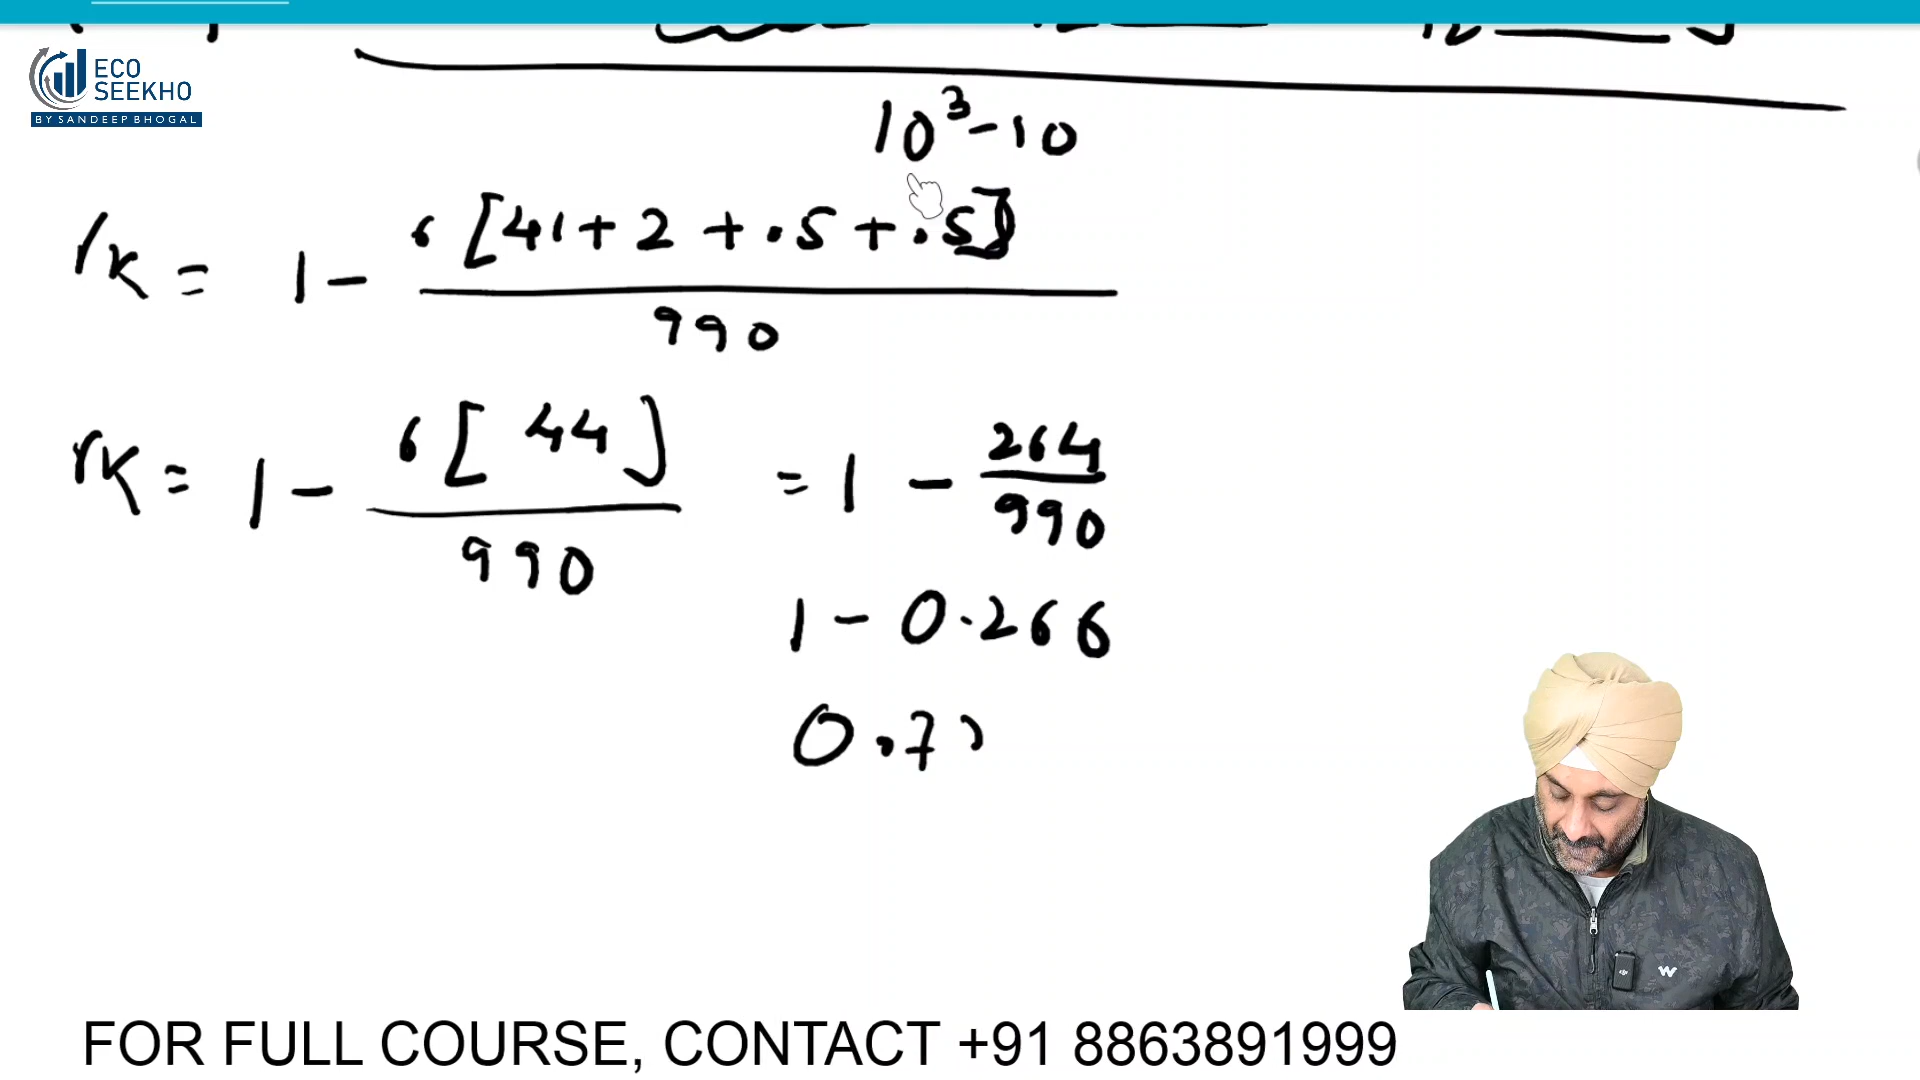 ECO
SEEKHO
BY SANDEEP BHOGAL
10³-10
rk = 1 - 6 [41+2+.5+.5]
990
rk = 1 - 6 [ 44 ] = 1 - 264
990 990
1 - 0.266
0.7
W
FOR FULL COURSE, CONTACT +91 8863891999